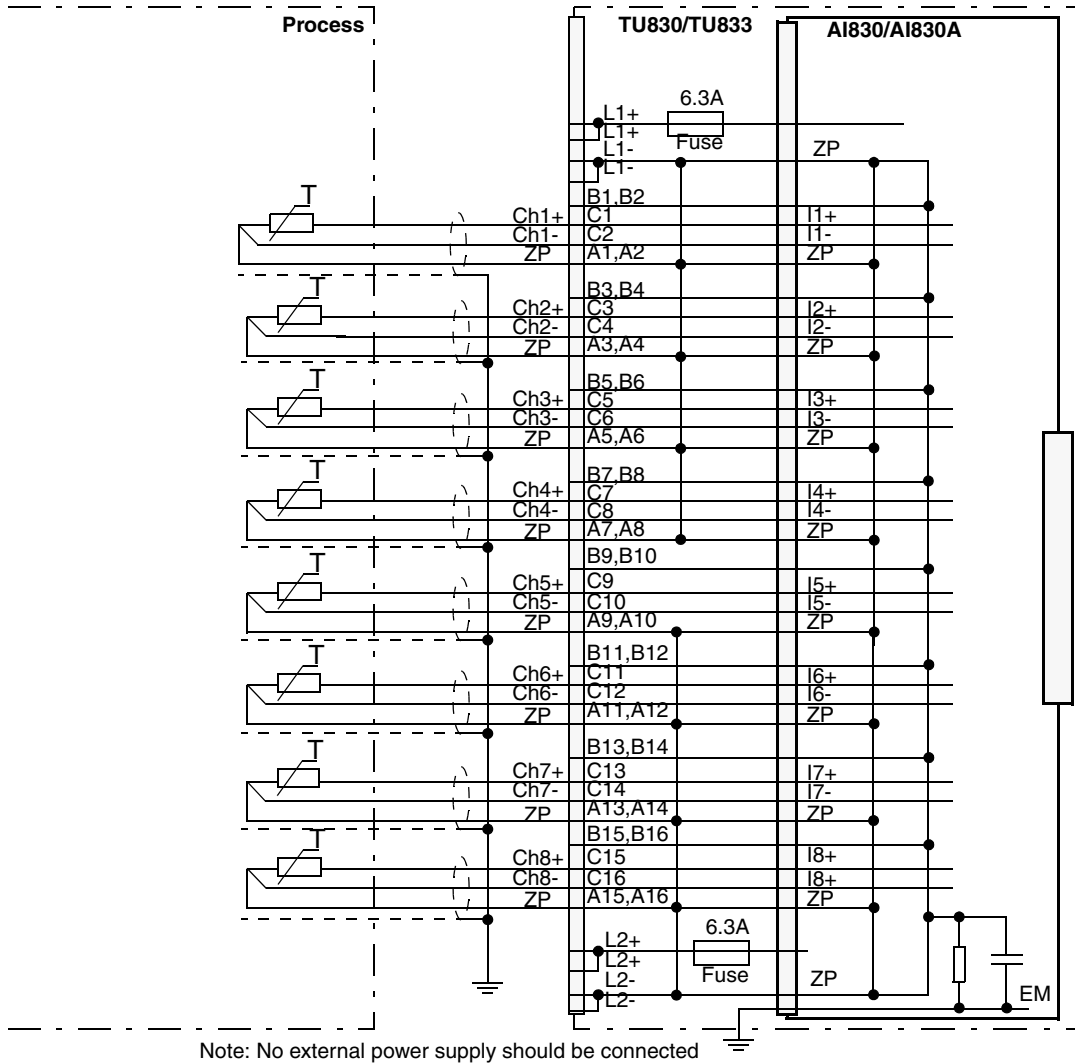 Process TU830/TU833 AI830/AI830A
6.3A
L1+
L1+ Fuse
L1- ZP
L1-
T
B1,B2
Ch1+ C1 I1+
Ch1- C2 I1-
ZP A1,A2 ZP
T
B3,B4
Ch2+ C3 I2+
Ch2- C4 I2-
ZP A3,A4 ZP
T
B5,B6
Ch3+ C5 I3+
Ch3- C6 I3-
ZP A5,A6 ZP
T
B7,B8
Ch4+ C7 I4+
Ch4- C8 I4-
ZP A7,A8 ZP
B9,B10
T
Ch5+ C9 I5+
Ch5- C10 I5-
ZP A9,A10 ZP
T
B11,B12
Ch6+ C11 I6+
Ch6- C12 I6-
ZP A11,A12 ZP
T
B13,B14
Ch7+ C13 I7+
Ch7- C14 I7-
ZP A13,A14 ZP
T
B15,B16
Ch8+ C15 I8+
Ch8- C16 I8+
ZP A15,A16 ZP
6.3A
L2+
L2+ Fuse
L2- ZP
L2- EM
Note: No external power supply should be connected